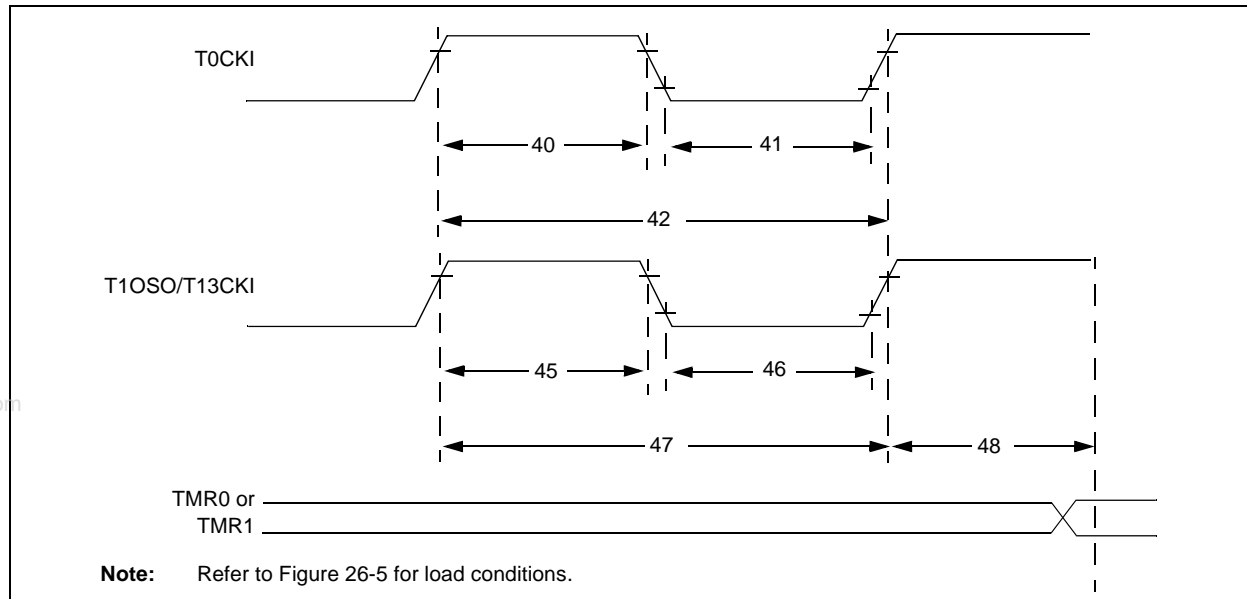 T0CKI
40
41
42
T1OSO/T13CKI
45
46
om
47
48
TMR0 or
TMR1
Note: Refer to Figure 26-5 for load conditions.